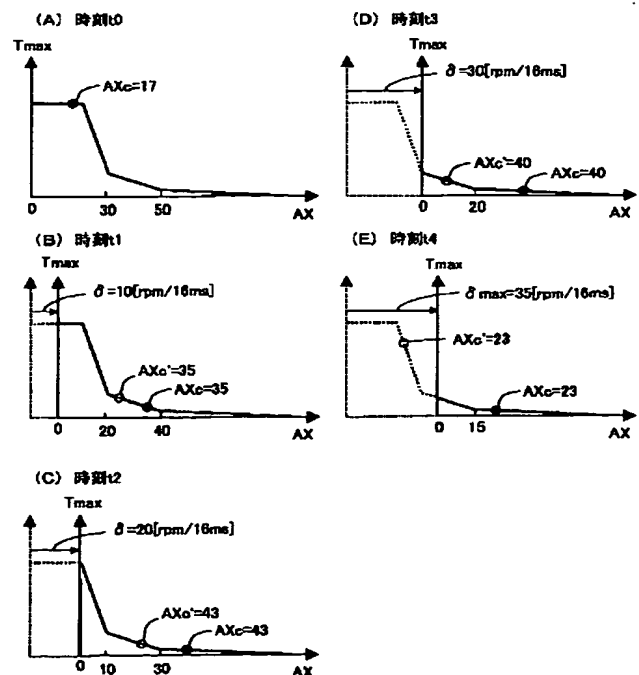 (A) 時刻t0
Tmax
AXc=17
0
30
50
AX
(B) 時刻t1
Tmax
δ=10[rpm/16ms]
AXc'=35
AXc=35
0
20
40
AX
(C) 時刻t2
Tmax
δ=20[rpm/16ms]
AXc'=43
AXc=43
0
10
30
AX
(D) 時刻t3
Tmax
δ=30[rpm/16ms]
AXc'=40
AXc=40
0
20
AX
(E) 時刻t4
Tmax
δmax=35[rpm/16ms]
AXc'=23
AXc=23
0
15
AX